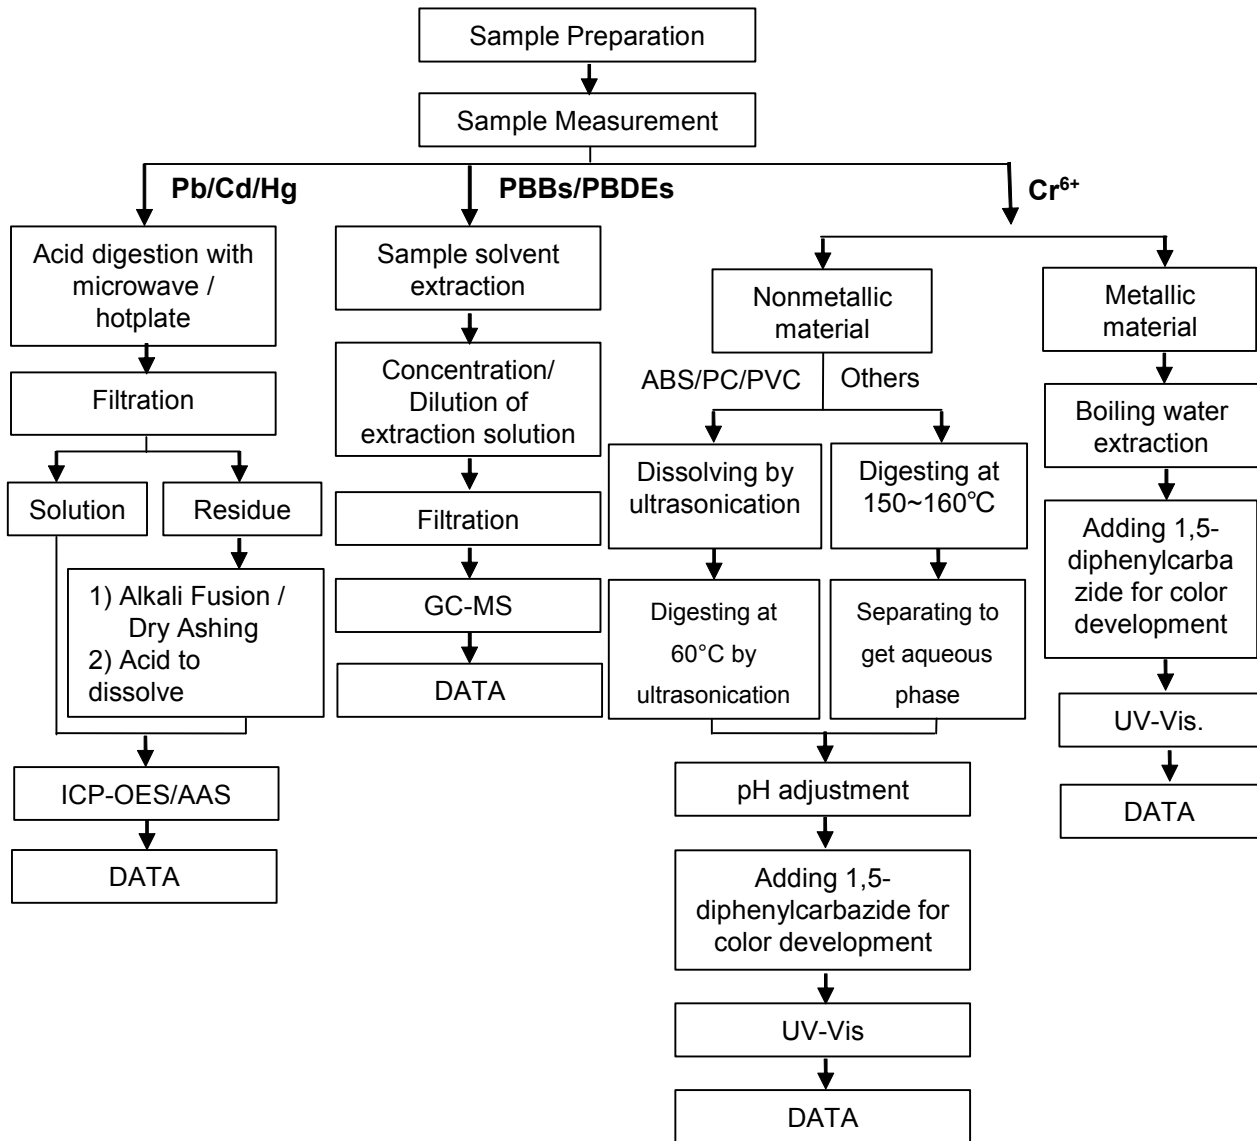 Sample Preparation
Sample Measurement
Pb/Cd/Hg
PBBs/PBDEs
Cr⁶⁺
Acid digestion with
microwave /
hotplate
Filtration
Solution
Residue
1) Alkali Fusion /
Dry Ashing
2) Acid to
dissolve
ICP-OES/AAS
DATA
Sample solvent
extraction
Concentration/
Dilution of
extraction solution
Filtration
GC-MS
DATA
Nonmetallic
material
ABS/PC/PVC
Others
Dissolving by
ultrasonication
Digesting at
60°C by
ultrasonication
Digesting at
150~160℃
Separating to
get aqueous
phase
pH adjustment
Adding 1,5-
diphenylcarbazide for
color development
UV-Vis
DATA
Metallic
material
Boiling water
extraction
Adding 1,5-
diphenylcarba
zide for color
development
UV-Vis.
DATA